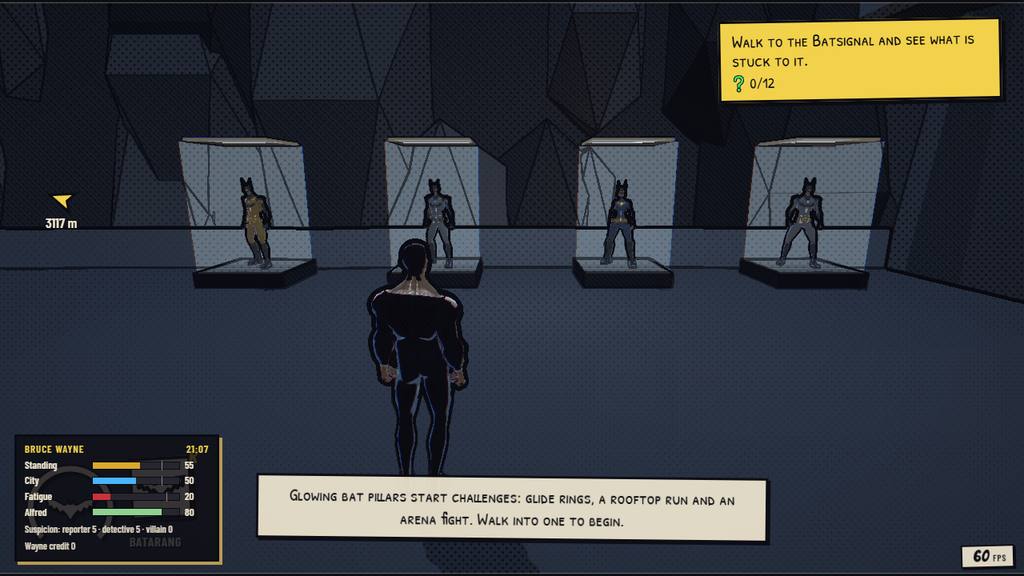 WALK TO THE BATSIGNAL AND SEE WHAT IS
STUCK TO IT.
? 0/12
3117 m
BRUCE WAYNE 21:07
Standing 55
City 50
Fatigue 20
Alfred 80
Suspicion: reporter 5 · detective 5 · villain 0
Wayne credit 0
BATARANG
GLOWING BAT PILLARS START CHALLENGES: GLIDE RINGS, A ROOFTOP RUN AND AN
ARENA FIGHT. WALK INTO ONE TO BEGIN.
60 FPS